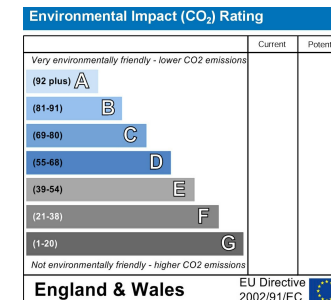 Environmental Impact (CO₂) Rating
Current Poten
Very environmentally friendly - lower CO2 emissions
(92 plus) A
(81-91) B
(69-80) C
(55-68) D
(39-54) E
(21-38) F
(1-20) G
Not environmentally friendly - higher CO2 emissions
England & Wales
EU Directive
2002/91/EC